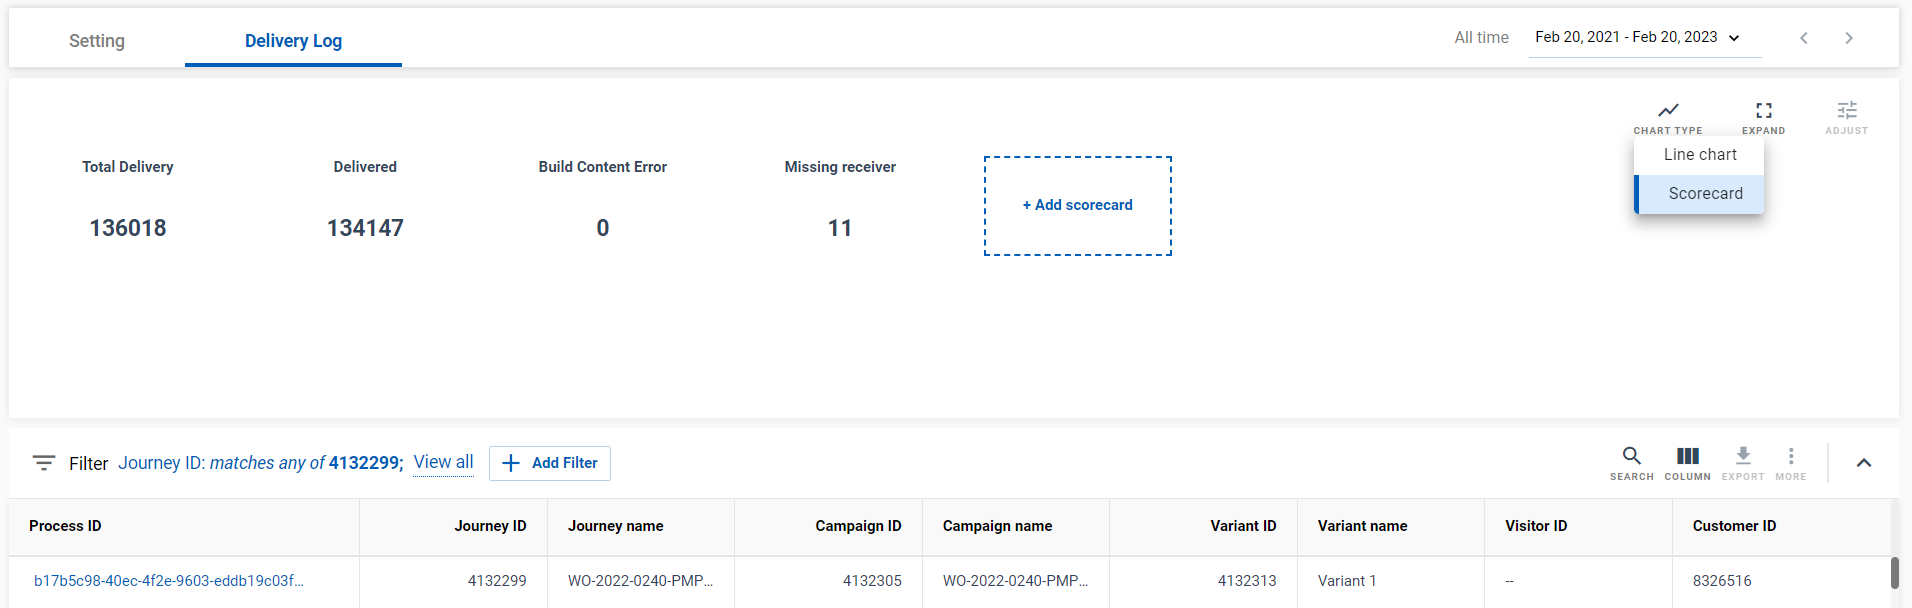 Setting
Delivery Log
All time
Feb 20, 2021 - Feb 20, 2023
CHART TYPE
EXPAND
ADJUST
Line chart
Scorecard
Total Delivery
Delivered
Build Content Error
Missing receiver
136018
134147
0
11
+ Add scorecard
Filter Journey ID: matches any of 4132299; View all
Add Filter
SEARCH
COLUMN
EXPORT
MORE
Process ID
Journey ID
Journey name
Campaign ID
Campaign name
Variant ID
Variant name
Visitor ID
Customer ID
b17b5c98-40ec-4f2e-9603-eddb19c03f...
4132299
WO-2022-0240-PMP...
4132305
WO-2022-0240-PMP...
4132313
Variant 1
--
8326516